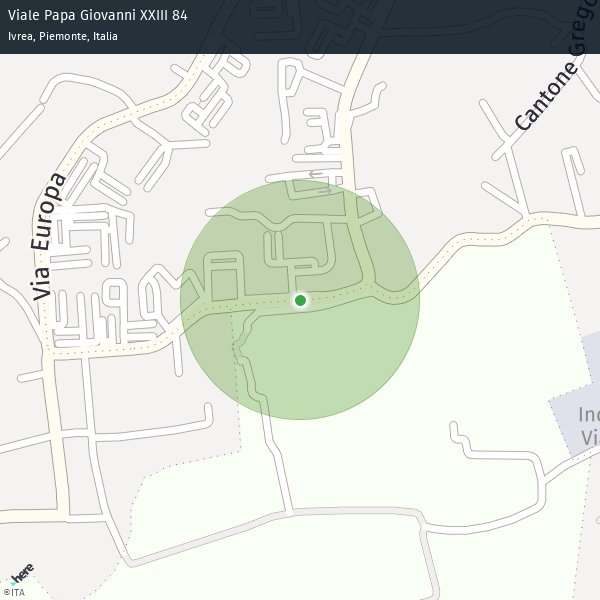 Viale Papa Giovanni XXIII 84
Ivrea, Piemonte, Italia
Cantone Grego
Via Europa
Ind
Via
here
©ITA